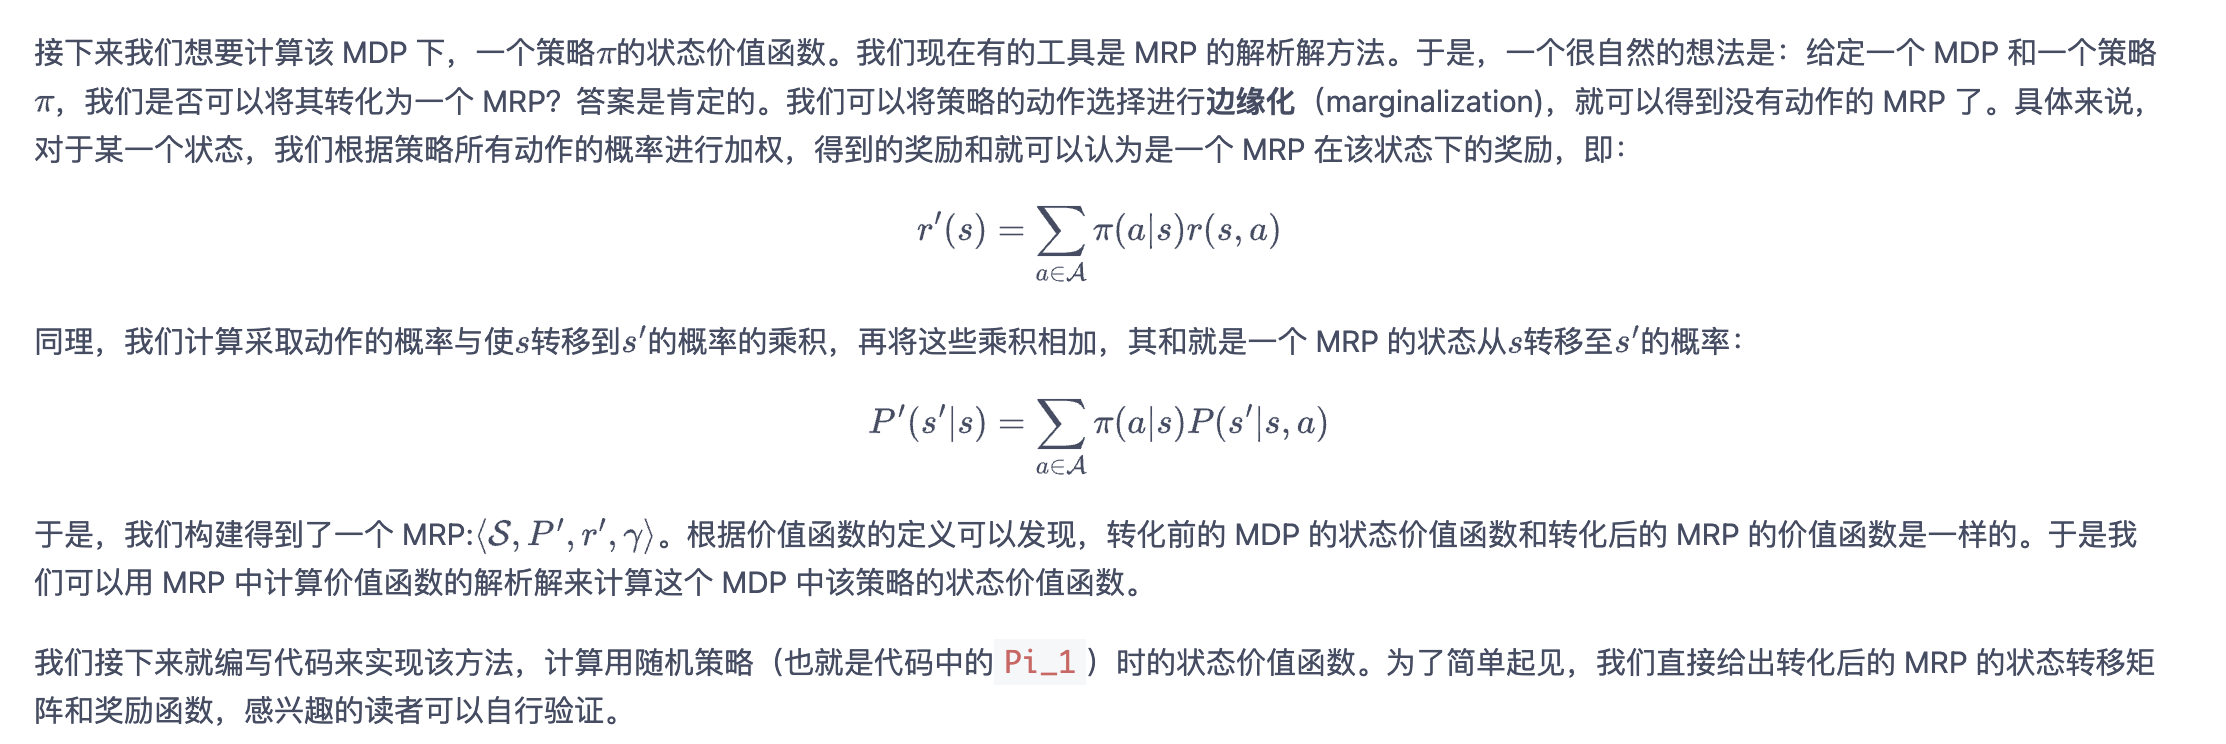 接下来我们想要计算该 MDP 下，一个策略π的状态价值函数。我们现在有的工具是 MRP 的解析解方法。于是，一个很自然的想法是：给定一个 MDP 和一个策略
π，我们是否可以将其转化为一个 MRP？答案是肯定的。我们可以将策略的动作选择进行边缘化（marginalization)，就可以得到没有动作的 MRP 了。具体来说，
对于某一个状态，我们根据策略所有动作的概率进行加权，得到的奖励和就可以认为是一个 MRP 在该状态下的奖励，即：
r′(s) = ∑_{a∈𝒜} π(a|s)r(s, a)
同理，我们计算采取动作的概率与使s转移到s′的概率的乘积，再将这些乘积相加，其和就是一个 MRP 的状态从s转移至s′的概率：
P′(s′|s) = ∑_{a∈𝒜} π(a|s)P(s′|s, a)
于是，我们构建得到了一个 MRP:⟨𝒮, P′, r′, γ⟩。根据价值函数的定义可以发现，转化前的 MDP 的状态价值函数和转化后的 MRP 的价值函数是一样的。于是我
们可以用 MRP 中计算价值函数的解析解来计算这个 MDP 中该策略的状态价值函数。
我们接下来就编写代码来实现该方法，计算用随机策略（也就是代码中的 Pi_1 ）时的状态价值函数。为了简单起见，我们直接给出转化后的 MRP 的状态转移矩
阵和奖励函数，感兴趣的读者可以自行验证。